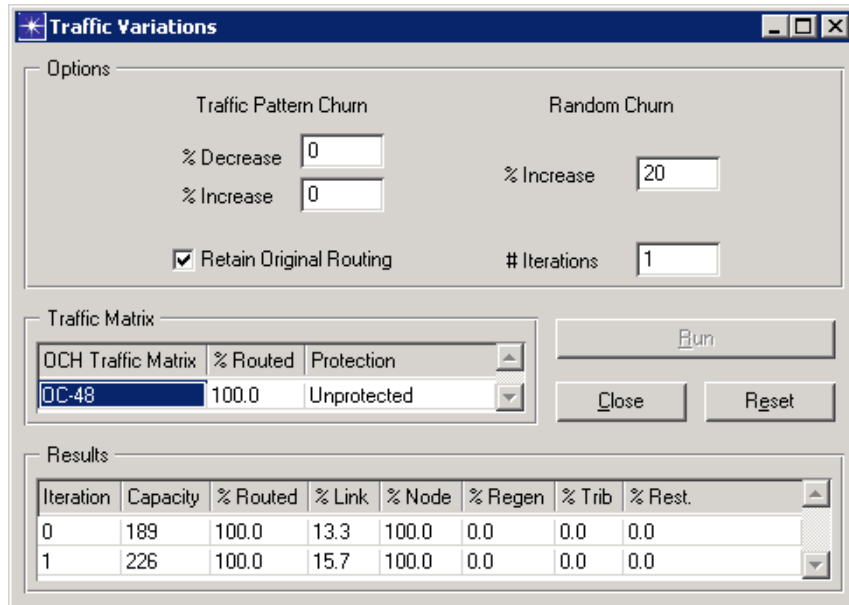 Traffic Variations
Options
Traffic Pattern Churn
Random Churn
% Decrease 0
% Increase 0
% Increase 20
Retain Original Routing
# Iterations 1
Traffic Matrix
OCH Traffic Matrix % Routed Protection
OC-48 100.0 Unprotected
Run
Close Reset
Results
Iteration Capacity % Routed % Link % Node % Regen % Trib % Rest.
0 189 100.0 13.3 100.0 0.0 0.0 0.0
1 226 100.0 15.7 100.0 0.0 0.0 0.0